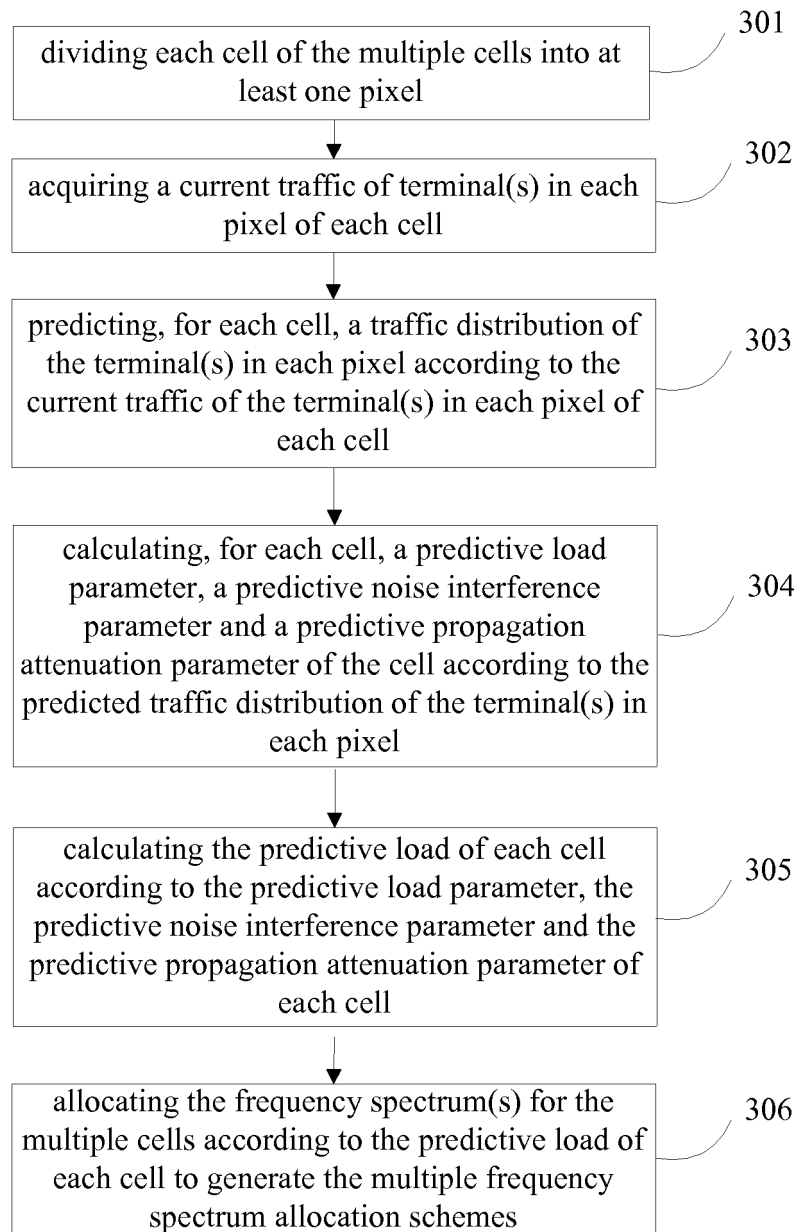 dividing each cell of the multiple cells into at
least one pixel
301
acquiring a current traffic of terminal(s) in each
pixel of each cell
302
predicting, for each cell, a traffic distribution of
the terminal(s) in each pixel according to the
current traffic of the terminal(s) in each pixel of
each cell
303
calculating, for each cell, a predictive load
parameter, a predictive noise interference
parameter and a predictive propagation
attenuation parameter of the cell according to the
predicted traffic distribution of the terminal(s) in
each pixel
304
calculating the predictive load of each cell
according to the predictive load parameter, the
predictive noise interference parameter and the
predictive propagation attenuation parameter of
each cell
305
allocating the frequency spectrum(s) for the
multiple cells according to the predictive load of
each cell to generate the multiple frequency
spectrum allocation schemes
306